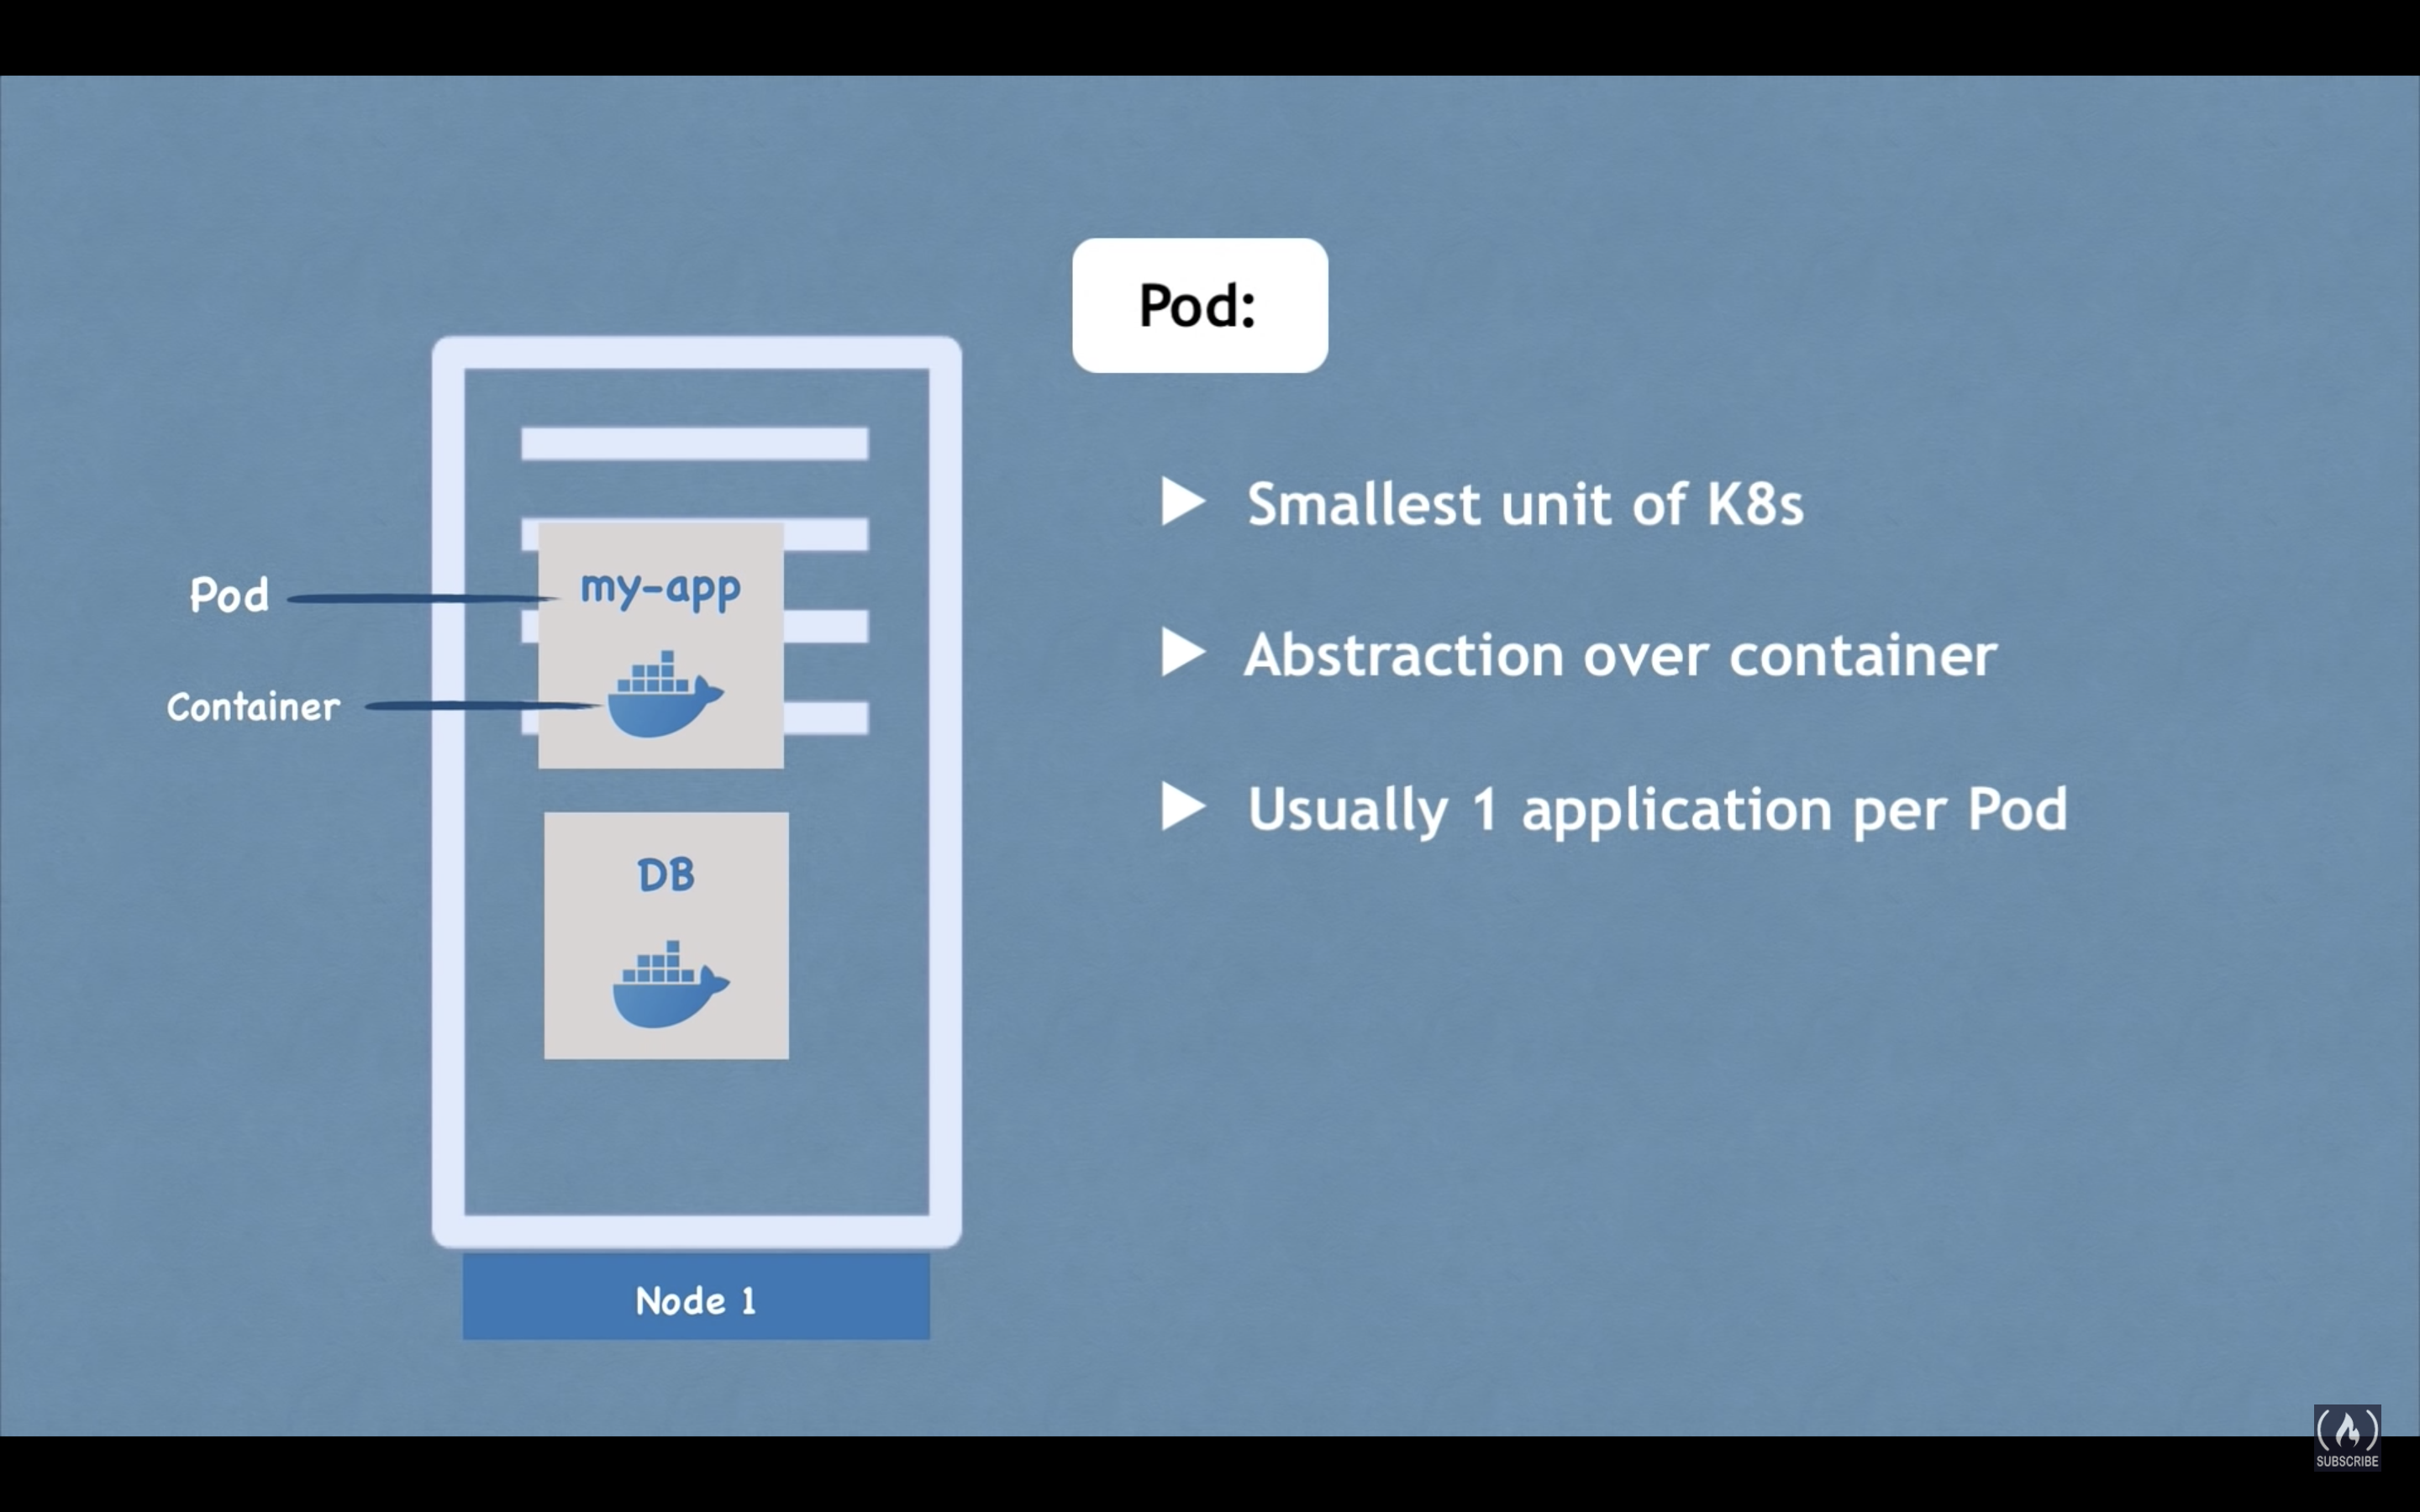 Pod:
Smallest unit of K8s
Abstraction over container
Usually 1 application per Pod
Pod
my-app
Container
DB
Node 1
SUBSCRIBE